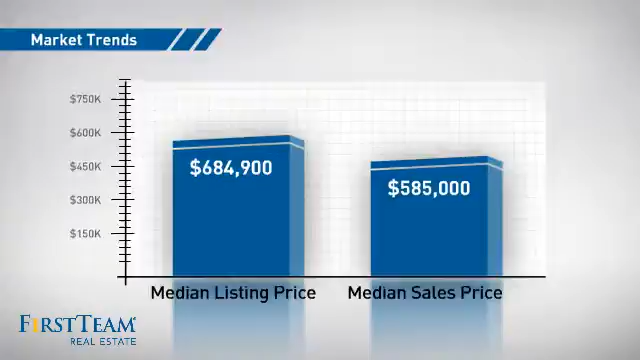 Market Trends
$750K
$600K
$450K
$300K
$150K
$684,900
$585,000
Median Listing Price
Median Sales Price
FIRSTTEAM®
REAL ESTATE